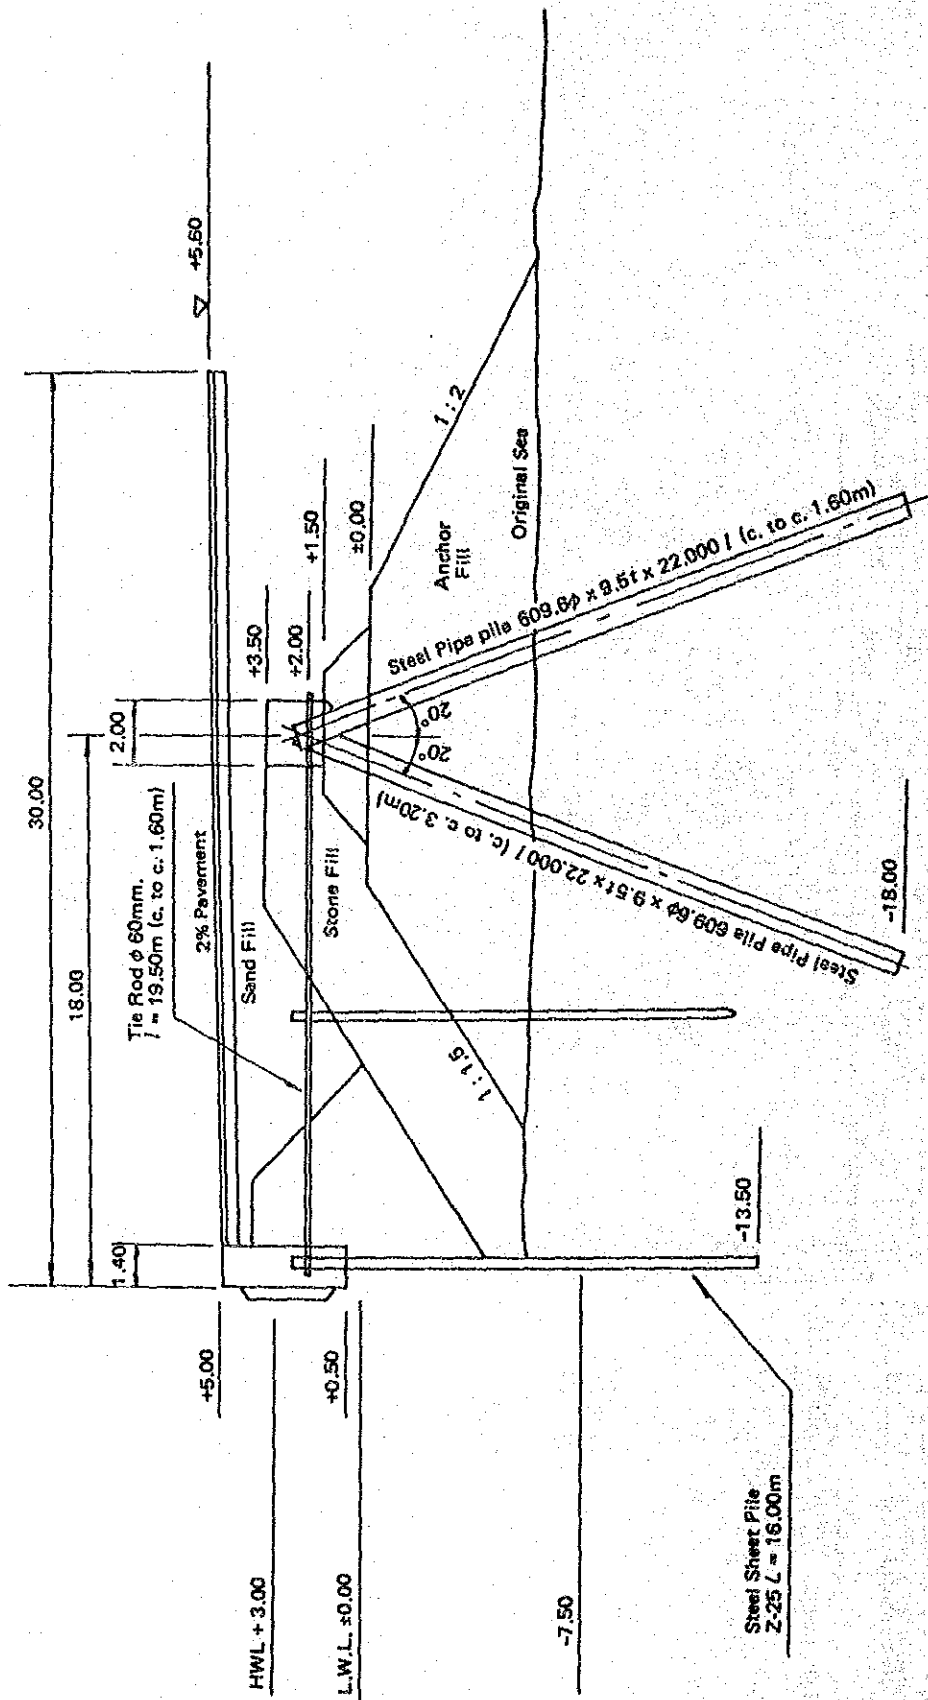 30.00
18.00
2.00
1.40
Tie Rod ϕ 60mm.
l = 19.50m (c. to c. 1.60m)
2% Pavement
+5.60
+5.00
Sand Fill
+3.50
+2.00
+1.50
±0.00
HWL + 3.00
+0.50
L.W.L. ±0.00
Stone Fill
1 : 2
Anchor
Fill
Original Sea
20°
20°
1 : 1.5
Steel Pipe pile 609.6ϕ x 9.5t x 22.000 l (c. to c. 1.60m)
Steel Pipe Pile 609.6ϕ x 9.5t x 22.000 l (c. to c. 3.20m)
-7.50
-13.50
-18.00
Steel Sheet Pile
Z-25 l = 16.00m